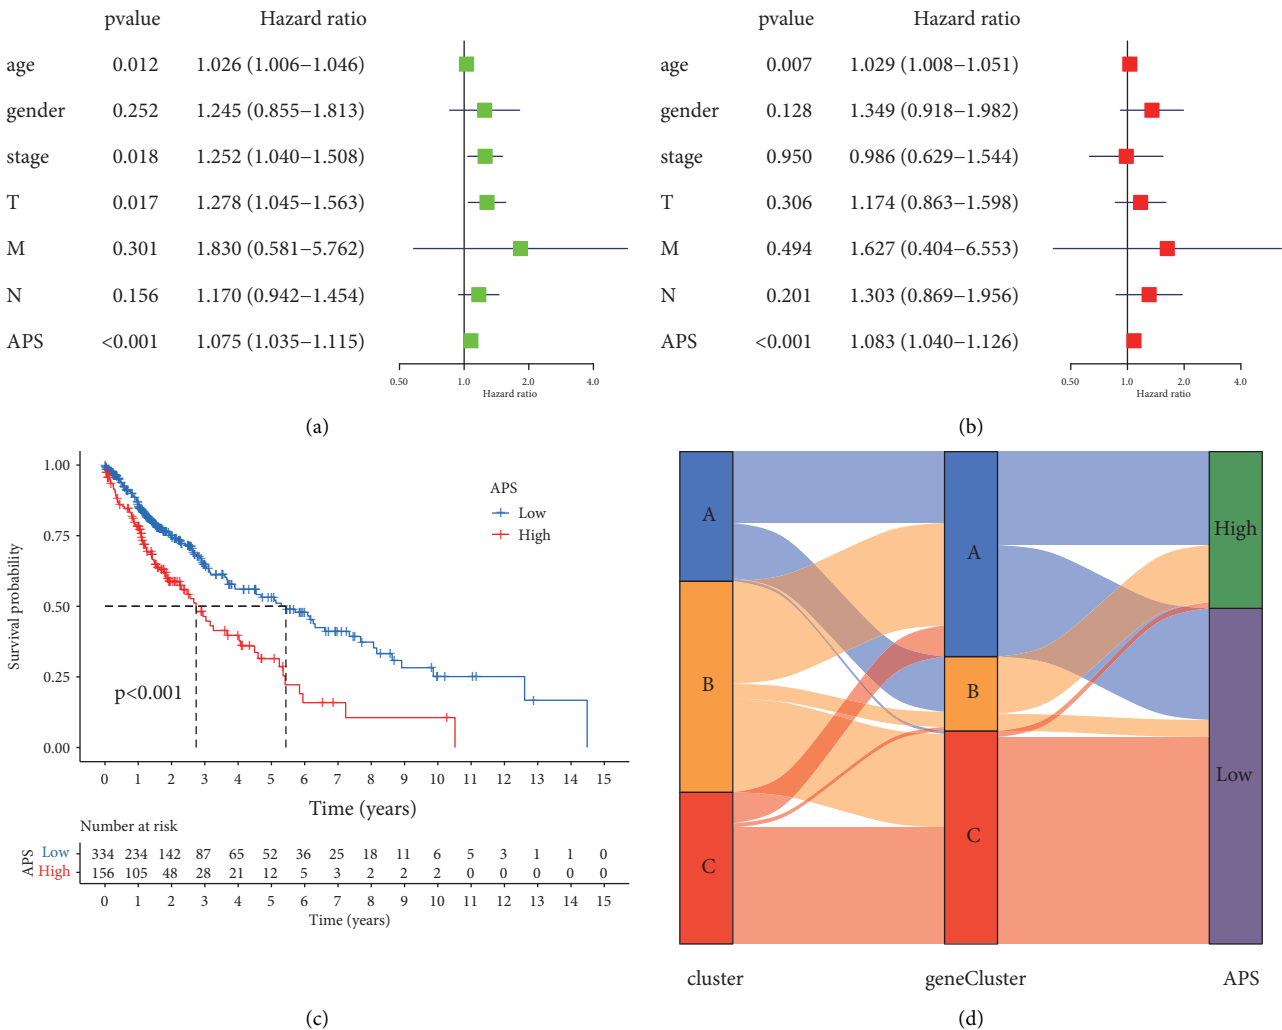 pvalue Hazard ratio
age 0.012 1.026 (1.006−1.046)
gender 0.252 1.245 (0.855−1.813)
stage 0.018 1.252 (1.040−1.508)
T 0.017 1.278 (1.045−1.563)
M 0.301 1.830 (0.581−5.762)
N 0.156 1.170 (0.942−1.454)
APS <0.001 1.075 (1.035−1.115)
0.50 1.0 2.0 4.0
Hazard ratio
(a)
pvalue Hazard ratio
age 0.007 1.029 (1.008−1.051)
gender 0.128 1.349 (0.918−1.982)
stage 0.950 0.986 (0.629−1.544)
T 0.306 1.174 (0.863−1.598)
M 0.494 1.627 (0.404−6.553)
N 0.201 1.303 (0.869−1.956)
APS <0.001 1.083 (1.040−1.126)
0.50 1.0 2.0 4.0
Hazard ratio
(b)
Survival probability
1.00
0.75
0.50
0.25
0.00
APS
Low
High
p<0.001
0 1 2 3 4 5 6 7 8 9 10 11 12 13 14 15
Time (years)
Number at risk
APS
Low 334 234 142 87 65 52 36 25 18 11 6 5 3 1 1 0
High 156 105 48 28 21 12 5 3 2 2 2 0 0 0 0 0
0 1 2 3 4 5 6 7 8 9 10 11 12 13 14 15
Time (years)
(c)
A
B
C
A
B
C
High
Low
cluster geneCluster APS
(d)